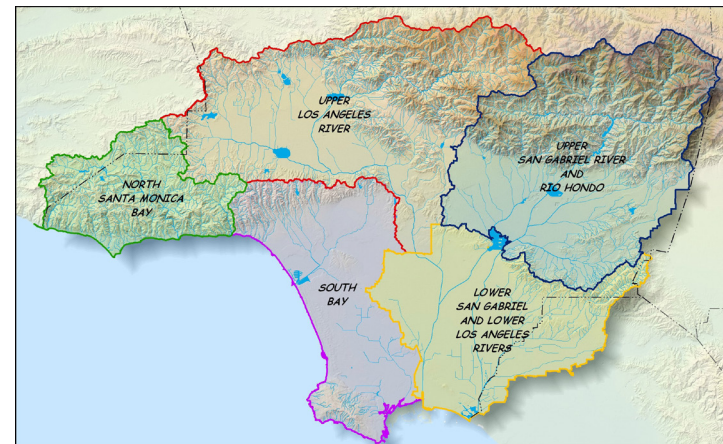 UPPER
LOS ANGELES
RIVER
UPPER
SAN GABRIEL RIVER
AND
RIO HONDO
NORTH
SANTA MONICA
BAY
SOUTH
BAY
LOWER
SAN GABRIEL
AND LOWER
LOS ANGELES
RIVERS